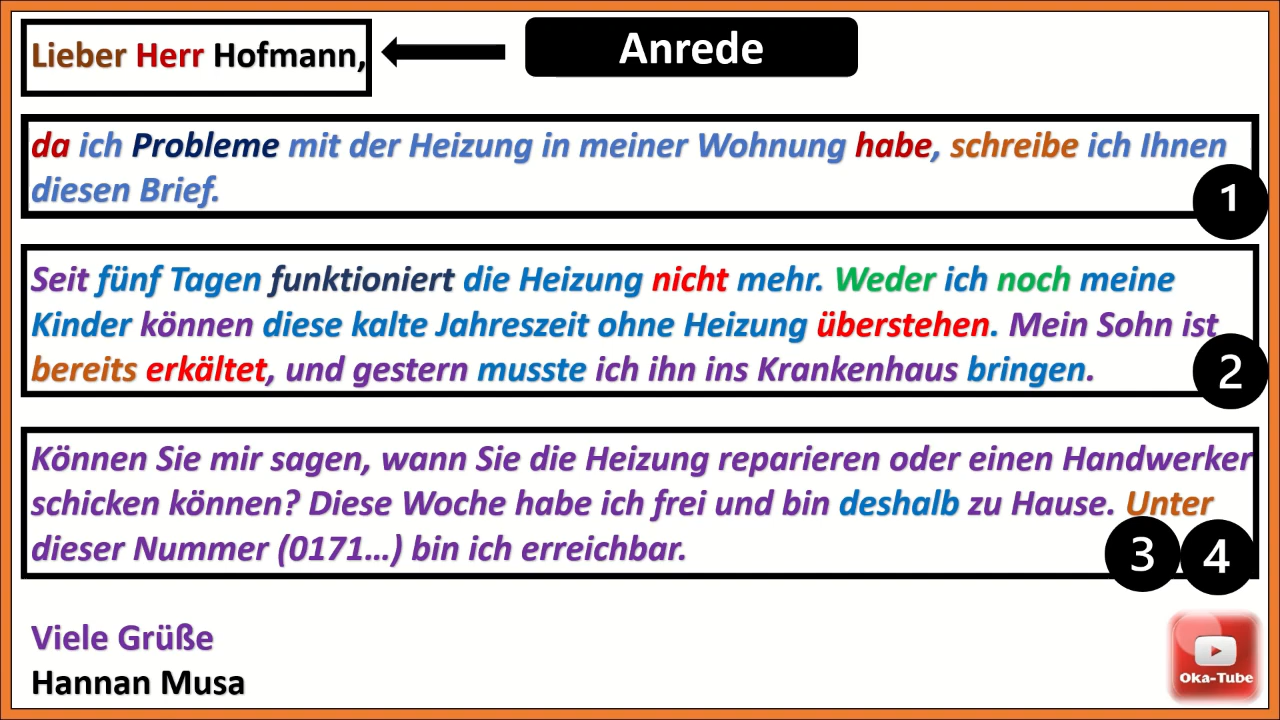 Lieber Herr Hofmann,
Anrede
da ich Probleme mit der Heizung in meiner Wohnung habe, schreibe ich Ihnen
diesen Brief.
1
Seit fünf Tagen funktioniert die Heizung nicht mehr. Weder ich noch meine
Kinder können diese kalte Jahreszeit ohne Heizung überstehen. Mein Sohn ist
bereits erkältet, und gestern musste ich ihn ins Krankenhaus bringen.
2
Können Sie mir sagen, wann Sie die Heizung reparieren oder einen Handwerker
schicken können? Diese Woche habe ich frei und bin deshalb zu Hause. Unter
dieser Nummer (0171...) bin ich erreichbar.
3 4
Viele Grüße
Hannan Musa
Oka-Tube